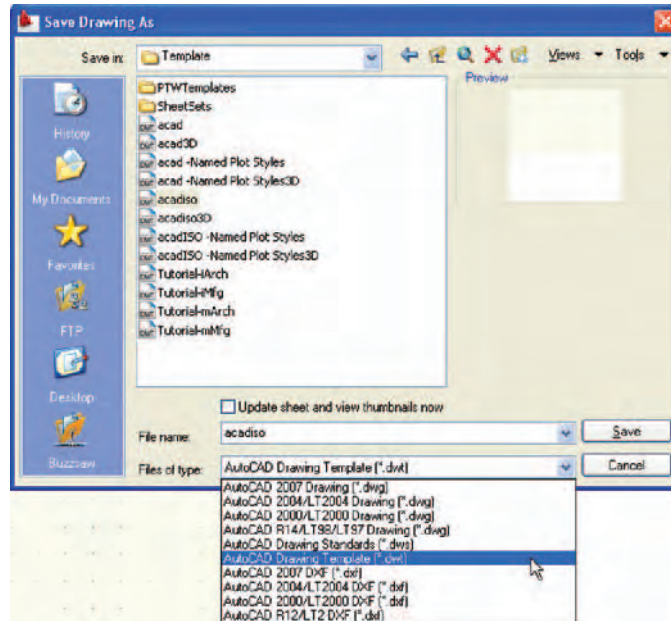 Save Drawing As
Save in:
Template
Views
Tools
Preview
History
My Documents
Favorites
FTP
Desktop
Buzzsaw
PTWTemplates
SheetSets
acad
acad3D
acad -Named Plot Styles
acad -Named Plot Styles3D
acadiso
acadiso3D
acadISO -Named Plot Styles
acadISO -Named Plot Styles3D
Tutorial-iArch
Tutorial-iMfg
Tutorial-mArch
Tutorial-mMfg
Update sheet and view thumbnails now
File name: acadiso
Save
Files of type: AutoCAD Drawing Template (*.dwt)
Cancel
AutoCAD 2007 Drawing (*.dwg)
AutoCAD 2004/LT2004 Drawing (*.dwg)
AutoCAD 2000/LT2000 Drawing (*.dwg)
AutoCAD R14/LT98/LT97 Drawing (*.dwg)
AutoCAD Drawing Standards (*.dws)
AutoCAD Drawing Template (*.dwt)
AutoCAD 2007 DXF (*.dxf)
AutoCAD 2004/LT2004 DXF (*.dxf)
AutoCAD 2000/LT2000 DXF (*.dxf)
AutoCAD R12/LT2 DXF (*.dxf)